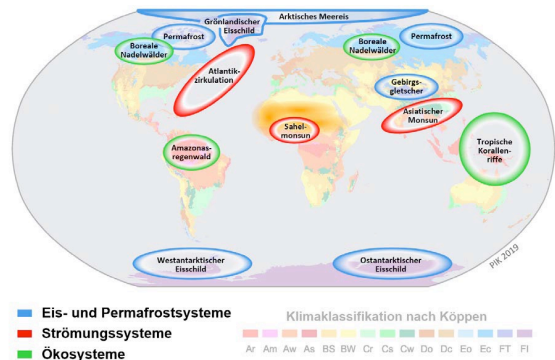 Arktisches Meereis
Grönlandischer
Eisschild
Permafrost
Boreale
Nadelwälder
Boreale
Nadelwälder
Permafrost
Atlantik-
zirkulation
Gebirgs-
gletscher
Asiatischer
Monsun
Sahel-
monsun
Tropische
Korallen-
riffe
Amazonas-
regenwald
Westantarktischer
Eisschild
Ostantarktischer
Eisschild
PIK 2019
Eis- und Permafrostsysteme
Strömungssysteme
Ökosysteme
Klimaklassifikation nach Köppen
Ar Am Aw As BS BW Cr Cs Cw Do Dc Eo Ec FT FI